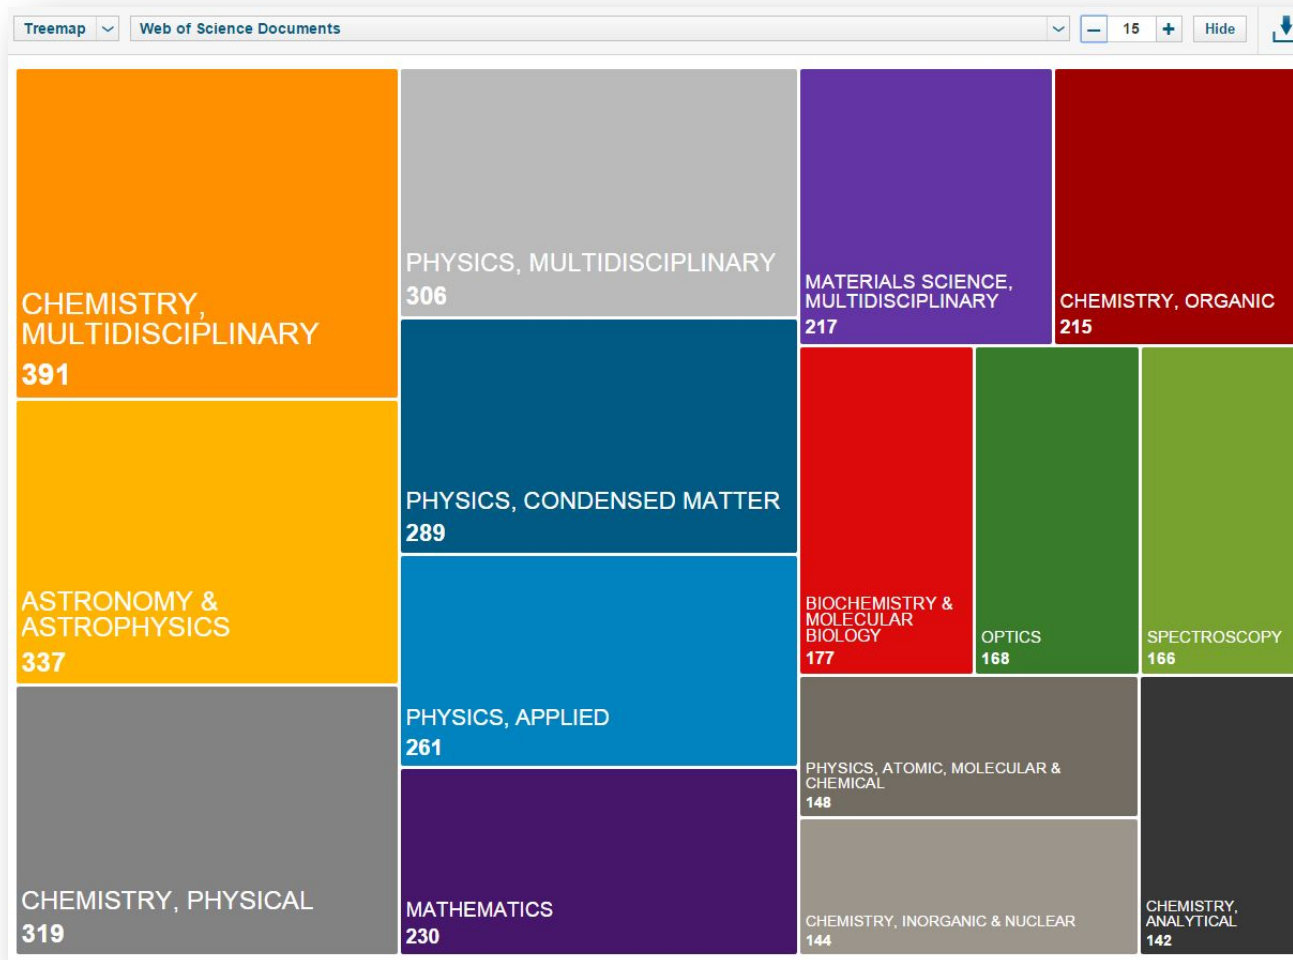 Treemap
Web of Science Documents
15
Hide
CHEMISTRY,
MULTIDISCIPLINARY
391
ASTRONOMY &
ASTROPHYSICS
337
CHEMISTRY, PHYSICAL
319
PHYSICS, MULTIDISCIPLINARY
306
PHYSICS, CONDENSED MATTER
289
PHYSICS, APPLIED
261
MATHEMATICS
230
MATERIALS SCIENCE,
MULTIDISCIPLINARY
217
CHEMISTRY, ORGANIC
215
BIOCHEMISTRY &
MOLECULAR
BIOLOGY
177
OPTICS
168
SPECTROSCOPY
166
PHYSICS, ATOMIC, MOLECULAR &
CHEMICAL
148
CHEMISTRY, INORGANIC & NUCLEAR
144
CHEMISTRY,
ANALYTICAL
142